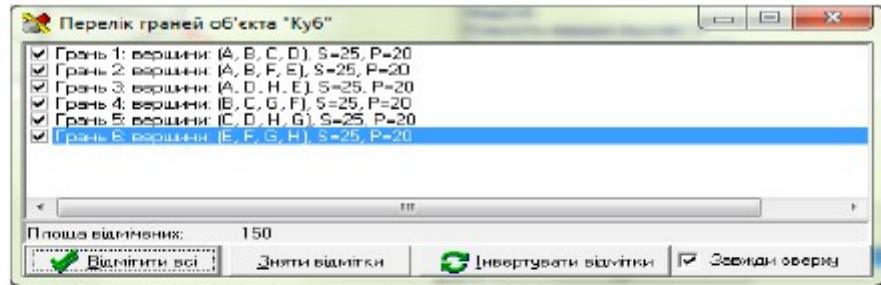 Перелік граней об'єкта "Куб"
Грань 1: вершини: (A, B, C, D), S=25, P=20
Грань 2: вершини: (A, B, F, E), S=25, P=20
Грань 3: вершини: (A, D, H, E), S=25, P=20
Грань 4: вершини: (B, C, G, F), S=25, P=20
Грань 5: вершини: (C, D, H, G), S=25, P=20
Грань 6: вершини: (E, F, G, H), S=25, P=20
Площа відмічених: 150
Відмітити всі Зняти відмітки Інвертувати відмітки Завжди зверху